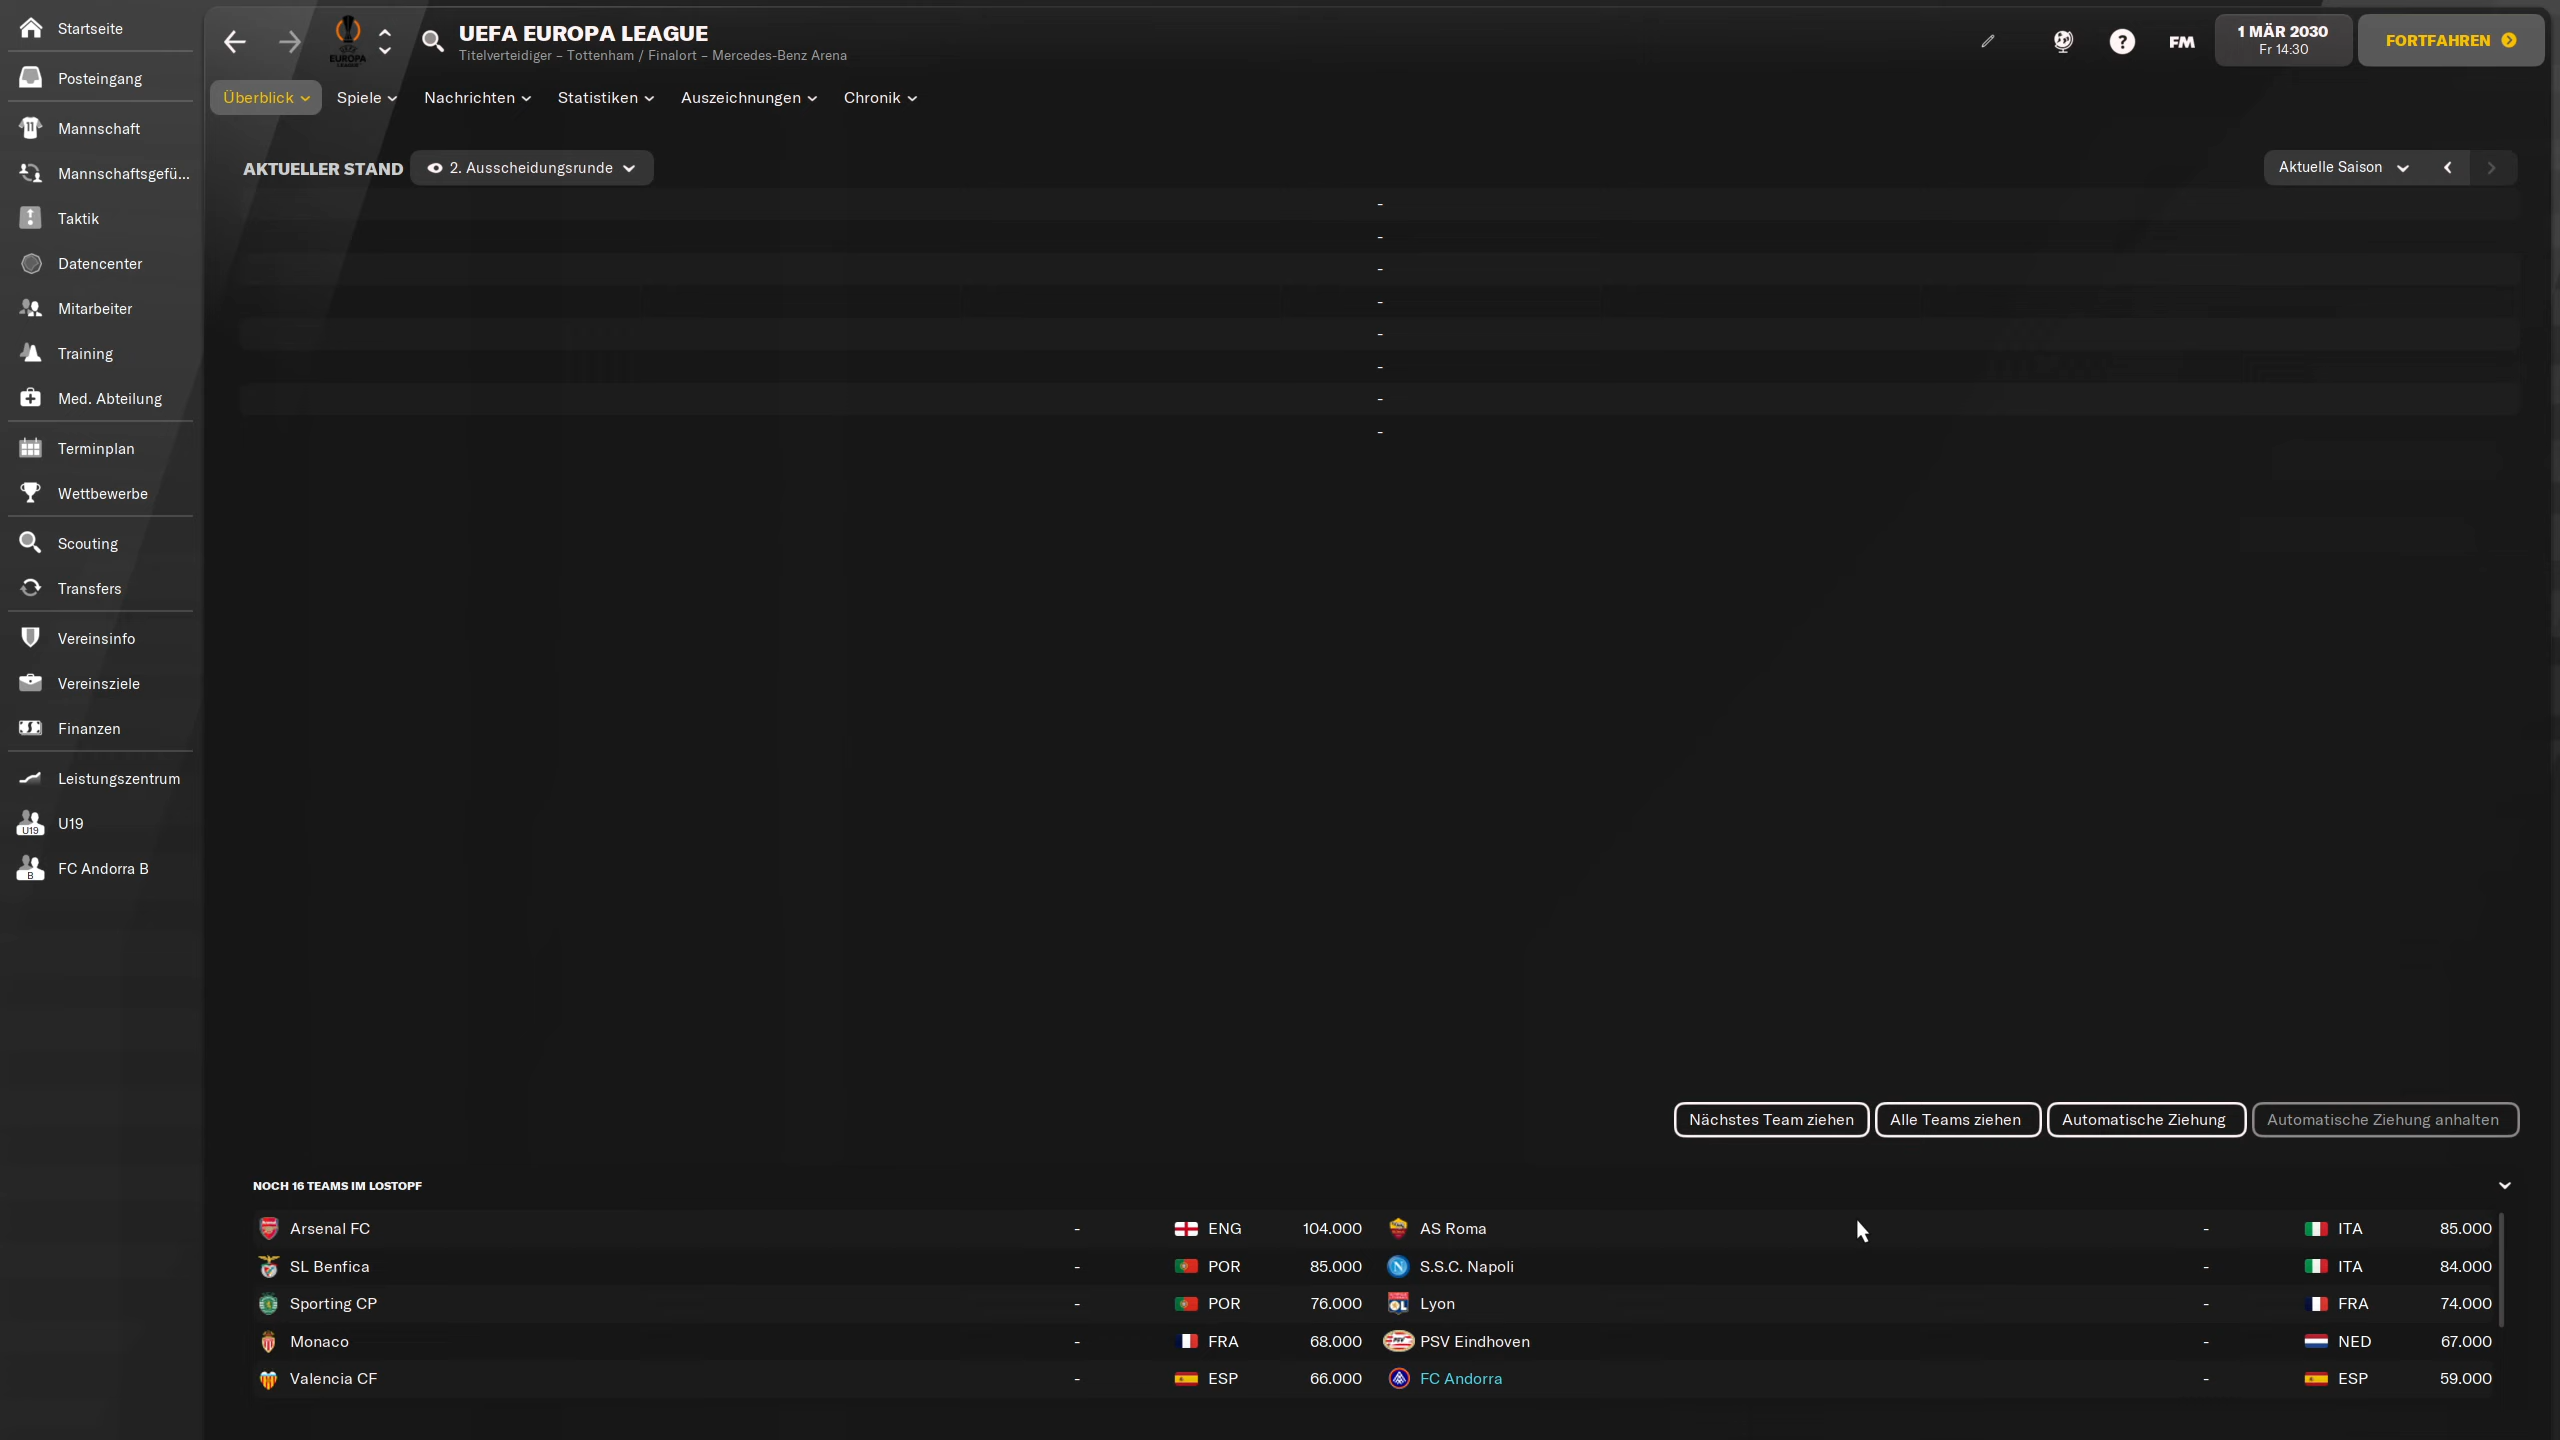 Startseite
Posteingang
Mannschaft
Mannschaftsgefü...
Taktik
Datencenter
Mitarbeiter
Training
Med. Abteilung
Terminplan
Wettbewerbe
Scouting
Transfers
Vereinsinfo
Vereinsziele
Finanzen
Leistungszentrum
U19 U19
B FC Andorra B
EUROPA
UEFA EUROPA LEAGUE
Titelverteidiger – Tottenham / Finalort – Mercedes-Benz Arena
? FM
1 MÄR 2030
Fr 14:30
FORTFAHREN
Überblick Spiele Nachrichten Statistiken Auszeichnungen Chronik
AKTUELLER STAND 2. Ausscheidungsrunde Aktuelle Saison
-
-
-
-
-
-
-
-
Nächstes Team ziehen Alle Teams ziehen Automatische Ziehung Automatische Ziehung anhalten
NOCH 16 TEAMS IM LOSTOPF
Arsenal FC - ENG 104.000 AS Roma - ITA 85.000
SL Benfica - POR 85.000 S.S.C. Napoli - ITA 84.000
Sporting CP - POR 76.000 Lyon - FRA 74.000
Monaco - FRA 68.000 PSV Eindhoven - NED 67.000
Valencia CF - ESP 66.000 FC Andorra - ESP 59.000